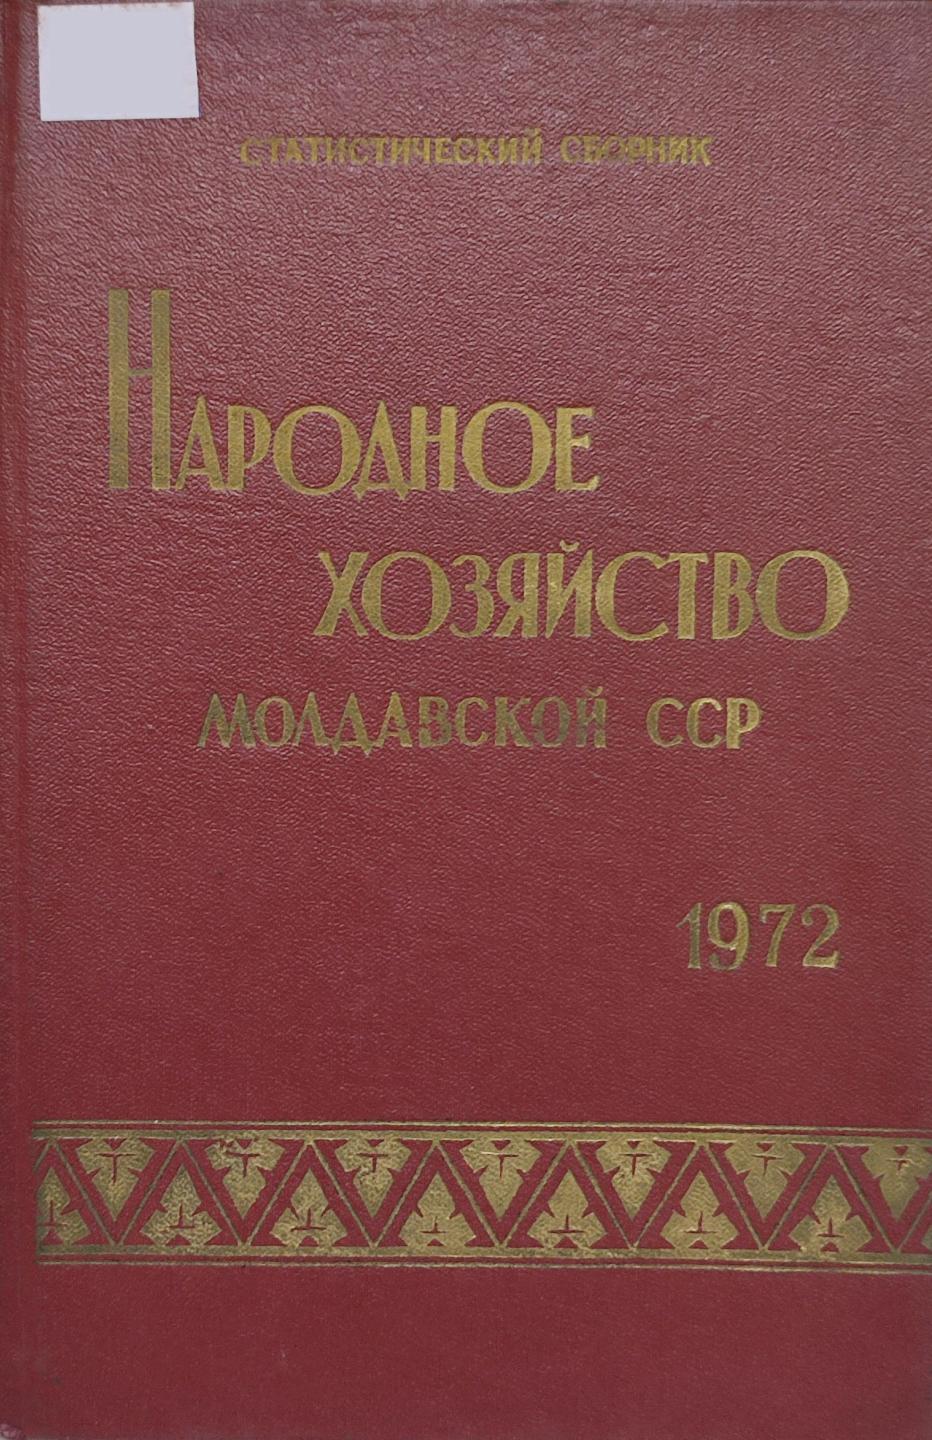 СТАТИСТИЧЕСКИЙ СБОРНИК
НАРОДНОЕ
ХОЗЯЙСТВО
МОЛДАВСКОЙ ССР
1972